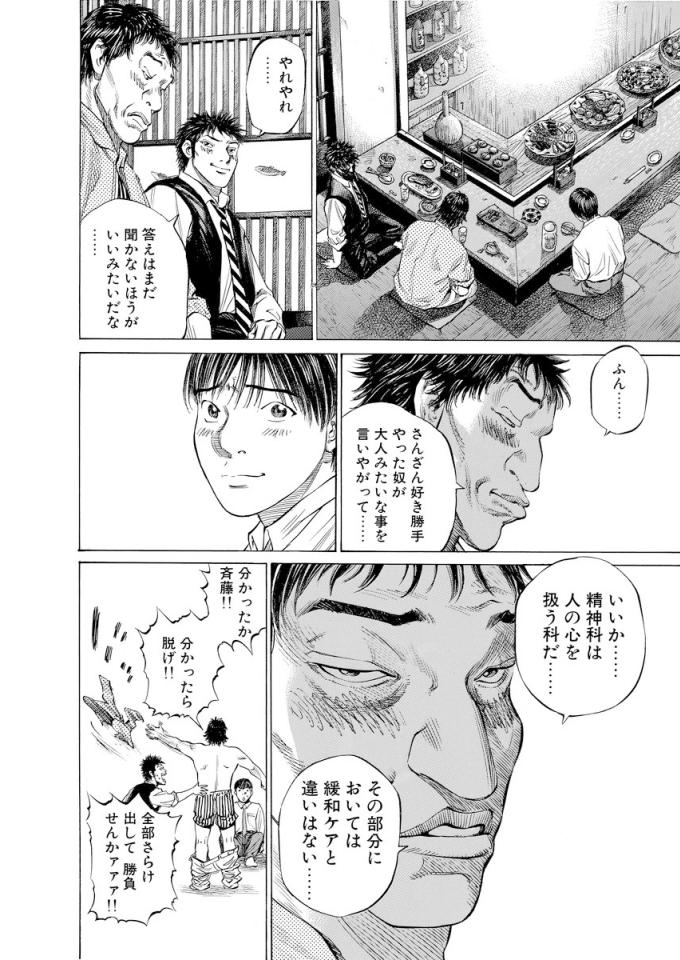 やれやれ
……
答えはまだ
聞かないほうが
いいみたいだな
……
ふん……
さんざん好き勝手
やった奴が
大人みたいな事を
言いやがって……
いいか……
精神科は
人の心を
扱う科だ……
その部分に
おいては
緩和ケアと
違いはない……
分かったか
斉藤!!
分かったら
脱げ!!
全部さらけ
出して 勝負
せんかァァァ!!